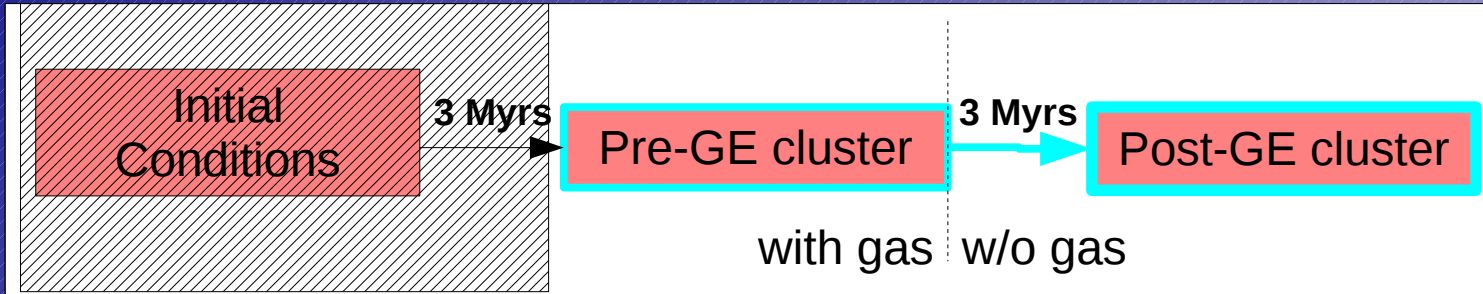 Initial
Conditions
3 Myrs
Pre-GE cluster
3 Myrs
Post-GE cluster
with gas
w/o gas